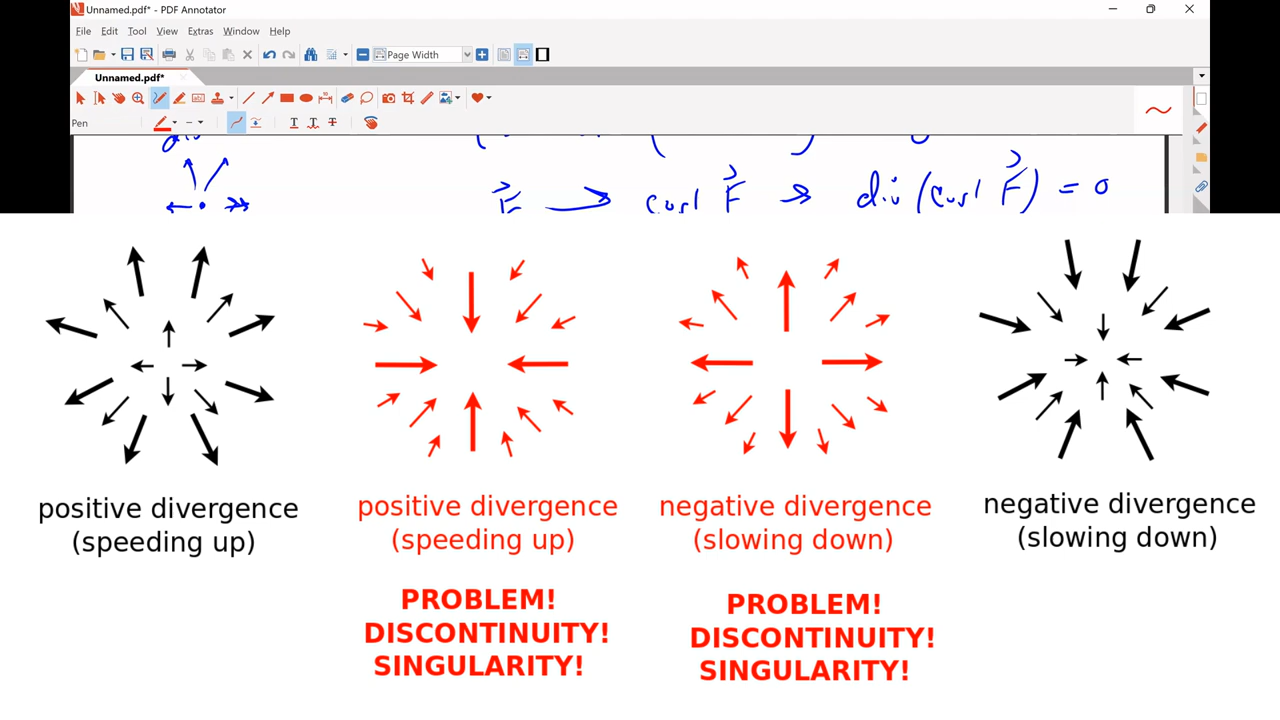 Unnamed.pdf* - PDF Annotator
File Edit Tool View Extras Window Help
Page Width
Unnamed.pdf*
Pen
div
F → curl F → div (curl F) = 0
positive divergence
(speeding up)
PROBLEM!
DISCONTINUITY!
SINGULARITY!
positive divergence
(speeding up)
negative divergence
(slowing down)
PROBLEM!
DISCONTINUITY!
SINGULARITY!
negative divergence
(slowing down)